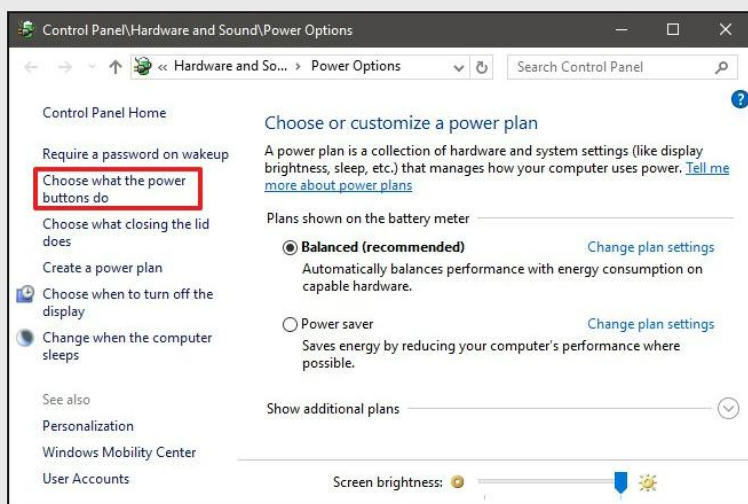 Control Panel\Hardware and Sound\Power Options
« Hardware and So... > Power Options
Search Control Panel
?
Control Panel Home
Require a password on wakeup
Choose what the power
buttons do
Choose what closing the lid
does
Create a power plan
Choose when to turn off the
display
Change when the computer
sleeps
See also
Personalization
Windows Mobility Center
User Accounts
Choose or customize a power plan
A power plan is a collection of hardware and system settings (like display
brightness, sleep, etc.) that manages how your computer uses power. Tell me
more about power plans
Plans shown on the battery meter
Balanced (recommended) Change plan settings
Automatically balances performance with energy consumption on
capable hardware.
Power saver Change plan settings
Saves energy by reducing your computer's performance where
possible.
Show additional plans
Screen brightness: